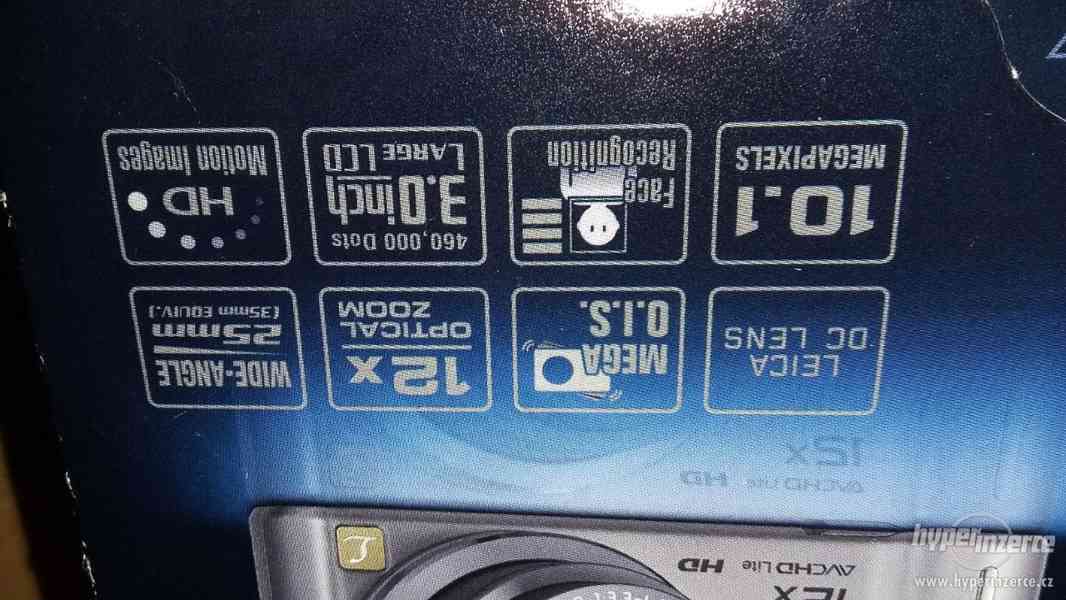 LEICA
DC LENS
MEGA
O.I.S.
12x
OPTICAL
ZOOM
WIDE-ANGLE
25mm
(35mm EQUIV.)
10.1
MEGAPIXELS
Face
Recognition
460,000 Dots
3.0inch
LARGE LCD
HD
Motion Images
AVCHD Lite HD
12x
12x
AVCHD Lite HD
hyperinzerce
www.hyperinzerce.cz